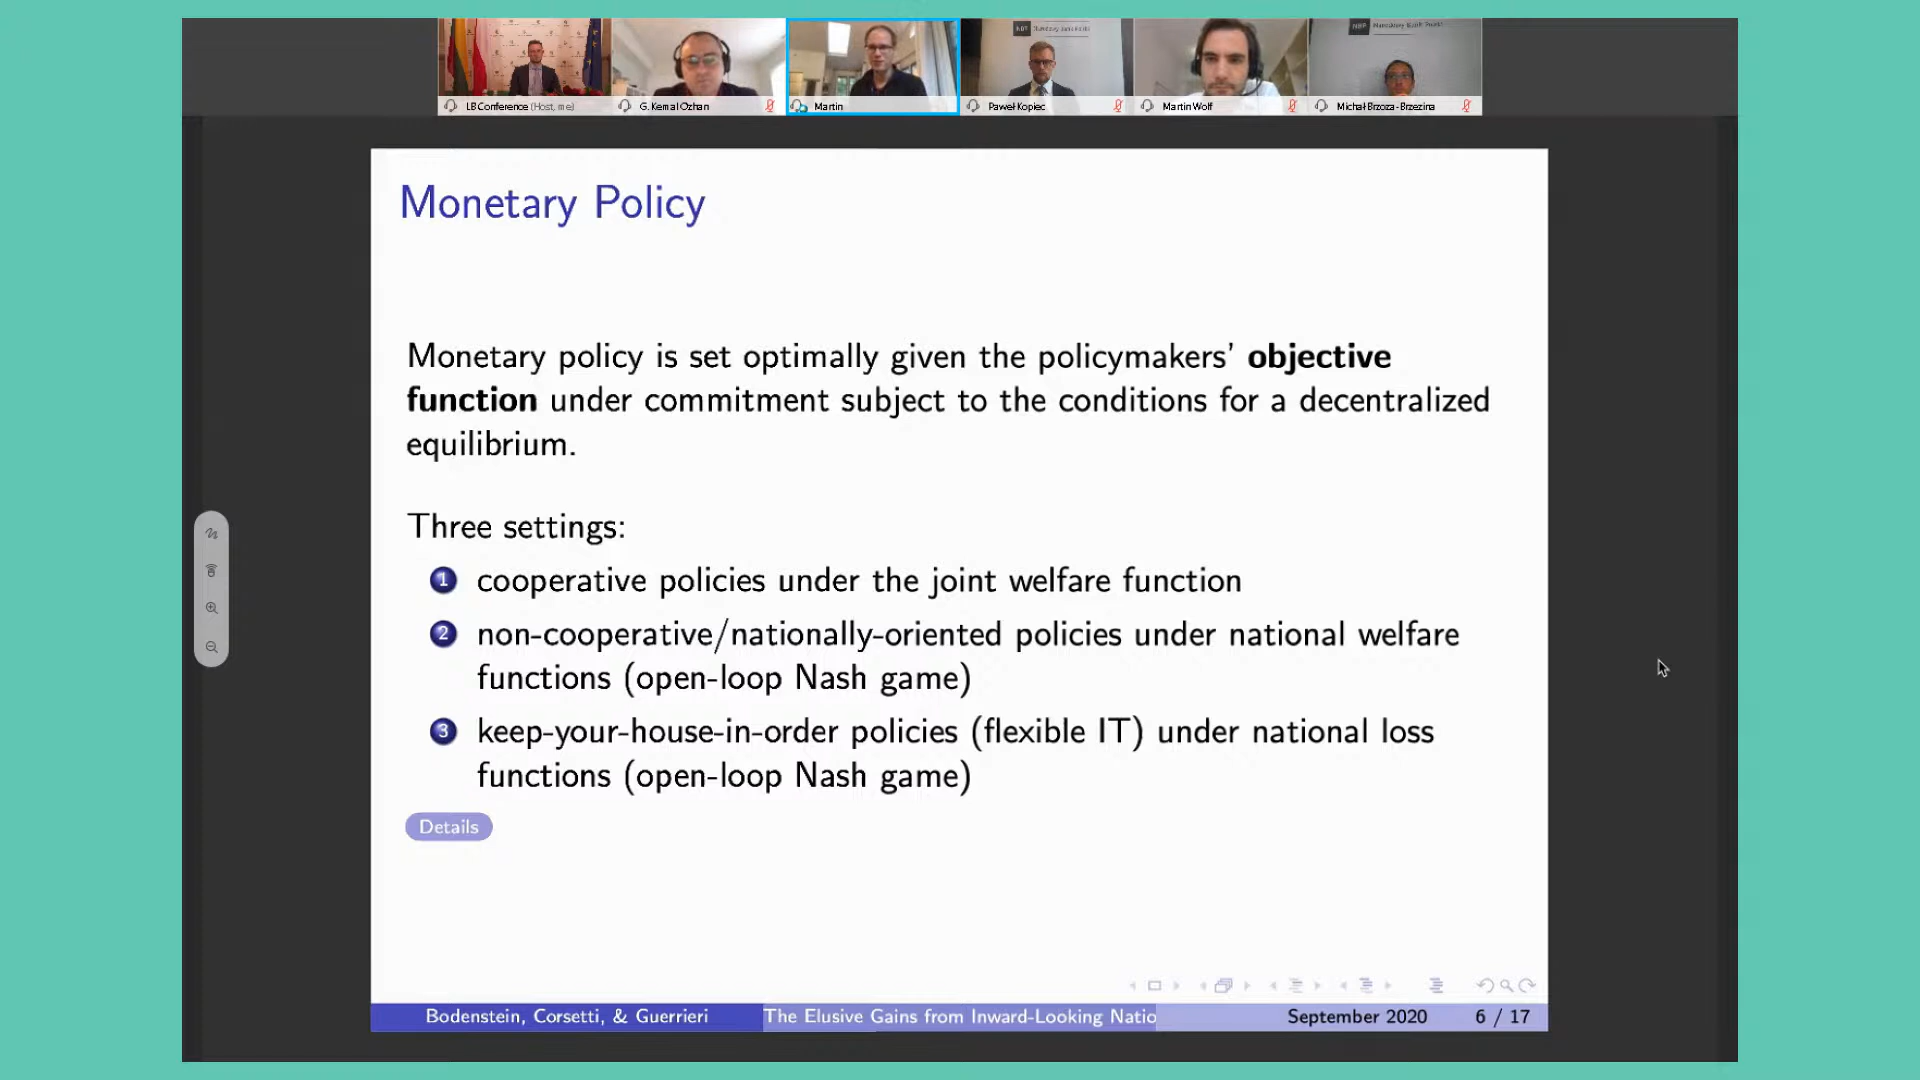 LB Conference (Host, me)
G. Kemal Ozhan
Martin
Paweł Kopiec
Martin Wolf
Michał Brzoza-Brzezina
NBP
Monetary Policy
Monetary policy is set optimally given the policymakers' objective
function under commitment subject to the conditions for a decentralized
equilibrium.
Three settings:
1 cooperative policies under the joint welfare function
2 non-cooperative/nationally-oriented policies under national welfare
functions (open-loop Nash game)
3 keep-your-house-in-order policies (flexible IT) under national loss
functions (open-loop Nash game)
Details
Bodenstein, Corsetti, & Guerrieri
The Elusive Gains from Inward-Looking Natio
September 2020
6 / 17